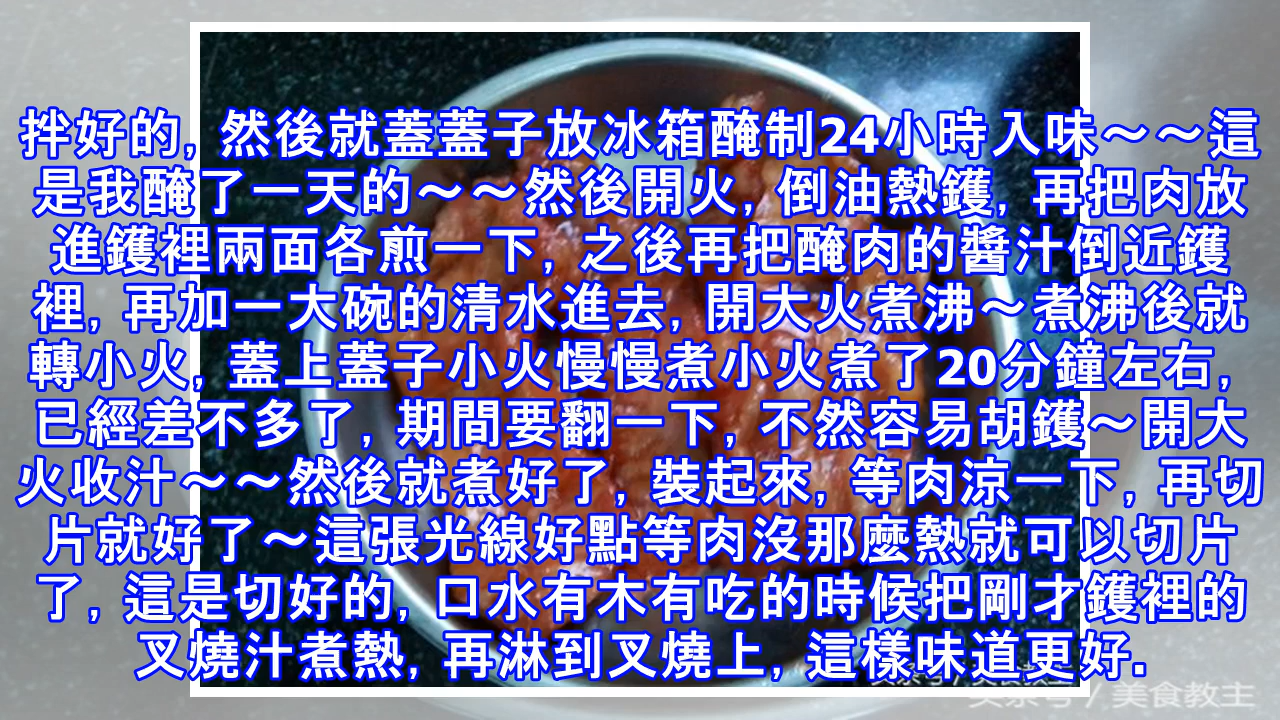 拌好的, 然後就蓋蓋子放冰箱醃制24小時入味～～這
是我醃了一天的～～然後開火, 倒油熱鑊, 再把肉放
進鑊裡兩面各煎一下, 之後再把醃肉的醬汁倒近鑊
裡, 再加一大碗的清水進去, 開大火煮沸～煮沸後就
轉小火, 蓋上蓋子小火慢慢煮小火煮了20分鐘左右,
已經差不多了, 期間要翻一下, 不然容易胡鑊～開大
火收汁～～然後就煮好了, 裝起來, 等肉涼一下, 再切
片就好了～這張光線好點等肉沒那麼熱就可以切片
了, 這是切好的, 口水有木有吃的時候把剛才鑊裡的
叉燒汁煮熱, 再淋到叉燒上, 這樣味道更好.
头条号 / 美食教主